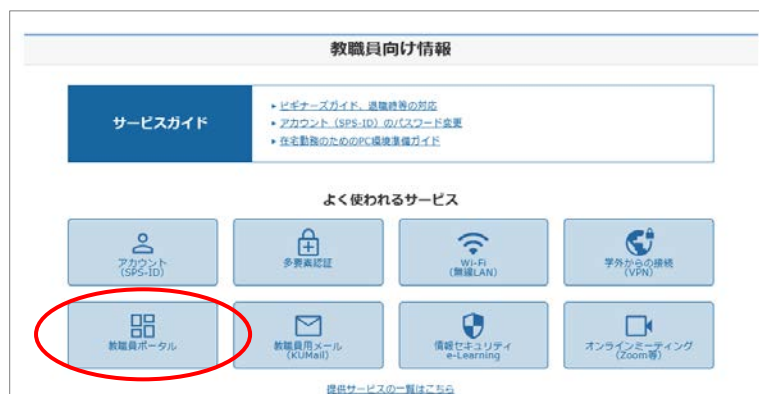 教職員向け情報
サービスガイド
ビギナーズガイド、退職時等の対応
アカウント(SPS-ID)のパスワード変更
在宅勤務のためのPC環境準備ガイド
よく使われるサービス
アカウント
(SPS-ID)
多要素認証
Wi-Fi
(無線LAN)
学外からの接続
(VPN)
教職員ポータル
教職員用メール
(KUMail)
情報セキュリティ
e-Learning
オンラインミーティング
(Zoom等)
提供サービスの一覧はこちら